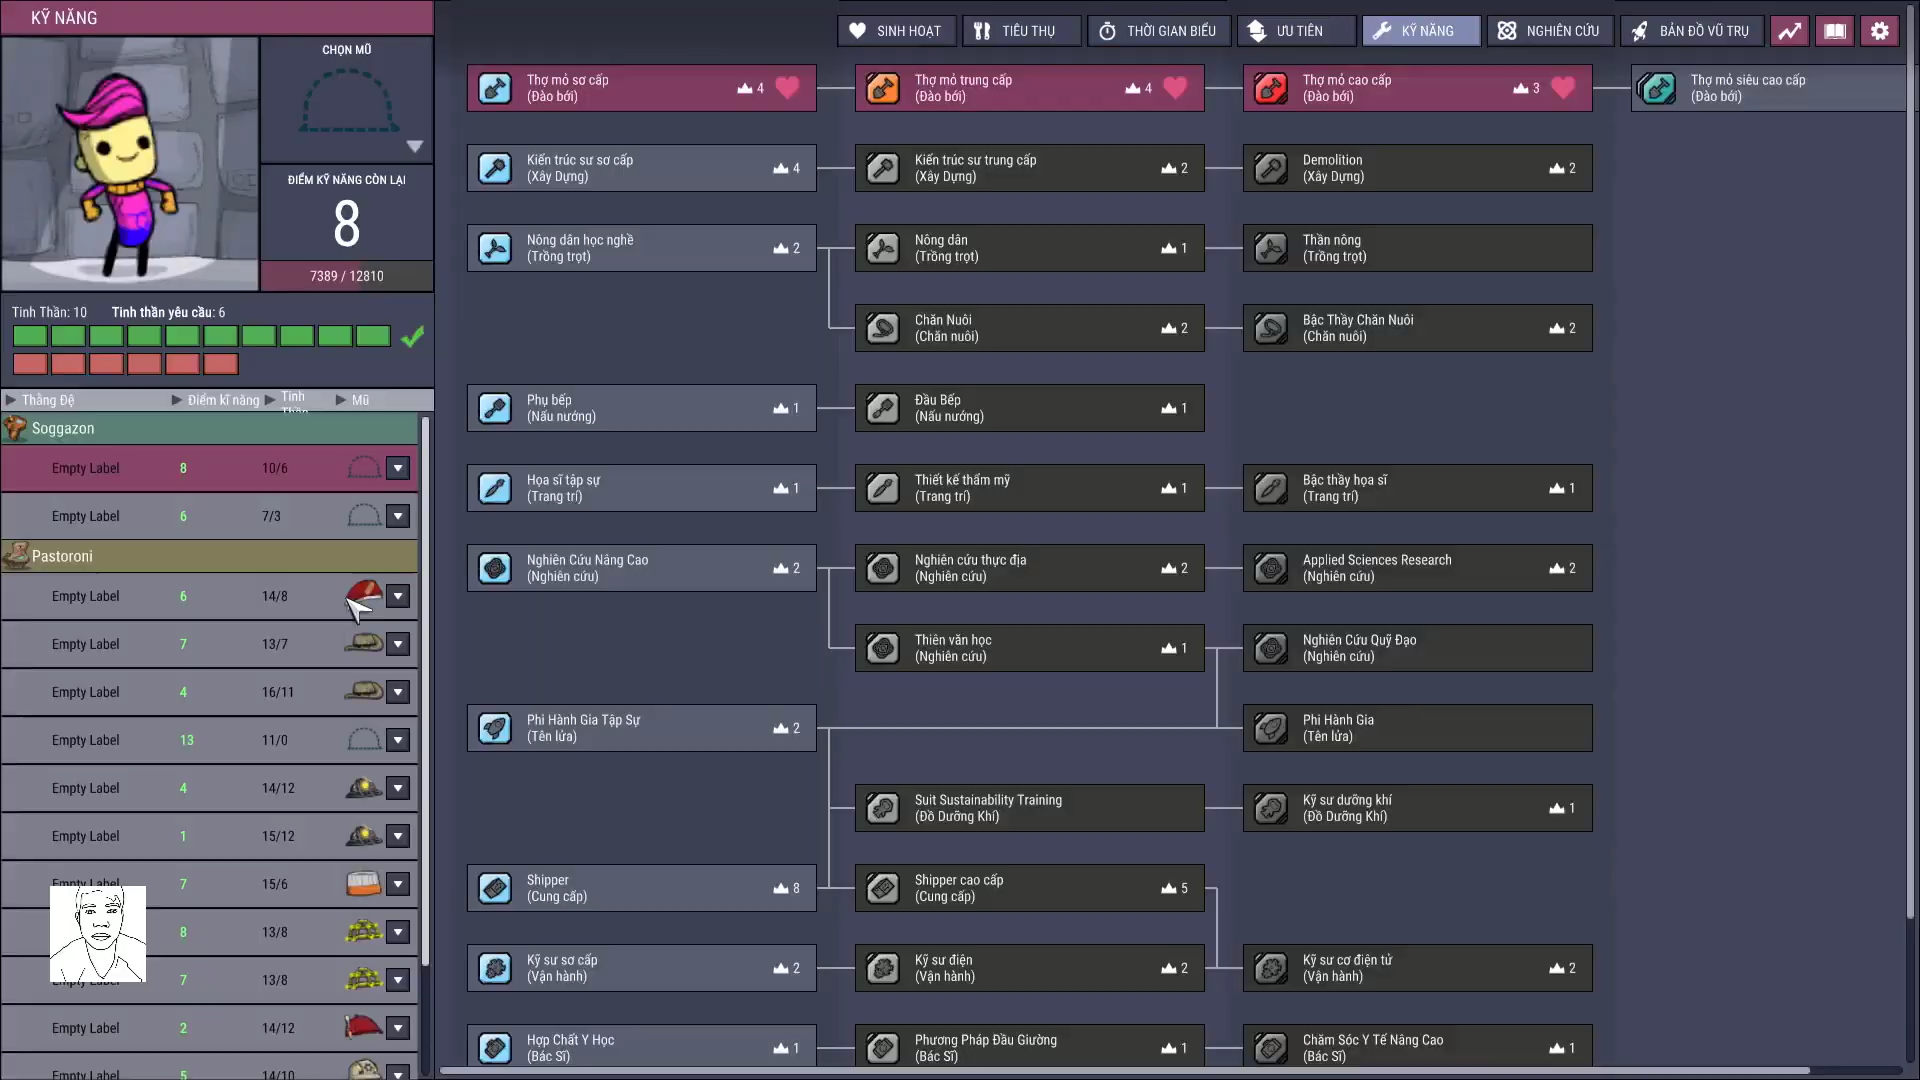 KỸ NĂNG
CHỌN MŨ
ĐIỂM KỸ NĂNG CÒN LẠI
8
7389 / 12810
Tinh Thần: 10 Tinh thần yêu cầu: 6
Thằng Đệ Điểm kĩ năng Tinh Mũ
Soggazon
Empty Label 8 10/6
Empty Label 6 7/3
Pastoroni
Empty Label 6 14/8
Empty Label 7 13/7
Empty Label 4 16/11
Empty Label 13 11/0
Empty Label 4 14/12
Empty Label 1 15/12
Empty Label 7 15/6
8 13/8
7 13/8
Empty Label 2 14/12
Empty Label 5 14/10
SINH HOẠT
TIÊU THỤ
THỜI GIAN BIỂU
ƯU TIÊN
KỸ NĂNG
NGHIÊN CỨU
BẢN ĐỒ VŨ TRỤ
Thợ mỏ sơ cấp
(Đào bới)
4
Thợ mỏ trung cấp
(Đào bới)
4
Thợ mỏ cao cấp
(Đào bới)
3
Thợ mỏ siêu cao cấp
(Đào bới)
Kiến trúc sư sơ cấp
(Xây Dựng)
4
Kiến trúc sư trung cấp
(Xây Dựng)
2
Demolition
(Xây Dựng)
2
Nông dân học nghề
(Trồng trọt)
2
Nông dân
(Trồng trọt)
1
Thần nông
(Trồng trọt)
Chăn Nuôi
(Chăn nuôi)
2
Bậc Thầy Chăn Nuôi
(Chăn nuôi)
2
Phụ bếp
(Nấu nướng)
1
Đầu Bếp
(Nấu nướng)
1
Họa sĩ tập sự
(Trang trí)
1
Thiết kế thẩm mỹ
(Trang trí)
1
Bậc thầy họa sĩ
(Trang trí)
1
Nghiên Cứu Nâng Cao
(Nghiên cứu)
2
Nghiên cứu thực địa
(Nghiên cứu)
2
Applied Sciences Research
(Nghiên cứu)
2
Thiên văn học
(Nghiên cứu)
1
Nghiên Cứu Quỹ Đạo
(Nghiên cứu)
Phi Hành Gia Tập Sự
(Tên lửa)
2
Phi Hành Gia
(Tên lửa)
Suit Sustainability Training
(Đồ Dưỡng Khí)
Kỹ sư dưỡng khí
(Đồ Dưỡng Khí)
1
Shipper
(Cung cấp)
8
Shipper cao cấp
(Cung cấp)
5
Kỹ sư sơ cấp
(Vận hành)
2
Kỹ sư điện
(Vận hành)
2
Kỹ sư cơ điện tử
(Vận hành)
2
Hợp Chất Y Học
(Bác Sĩ)
1
Phương Pháp Đầu Giường
(Bác Sĩ)
1
Chăm Sóc Y Tế Nâng Cao
(Bác Sĩ)
1